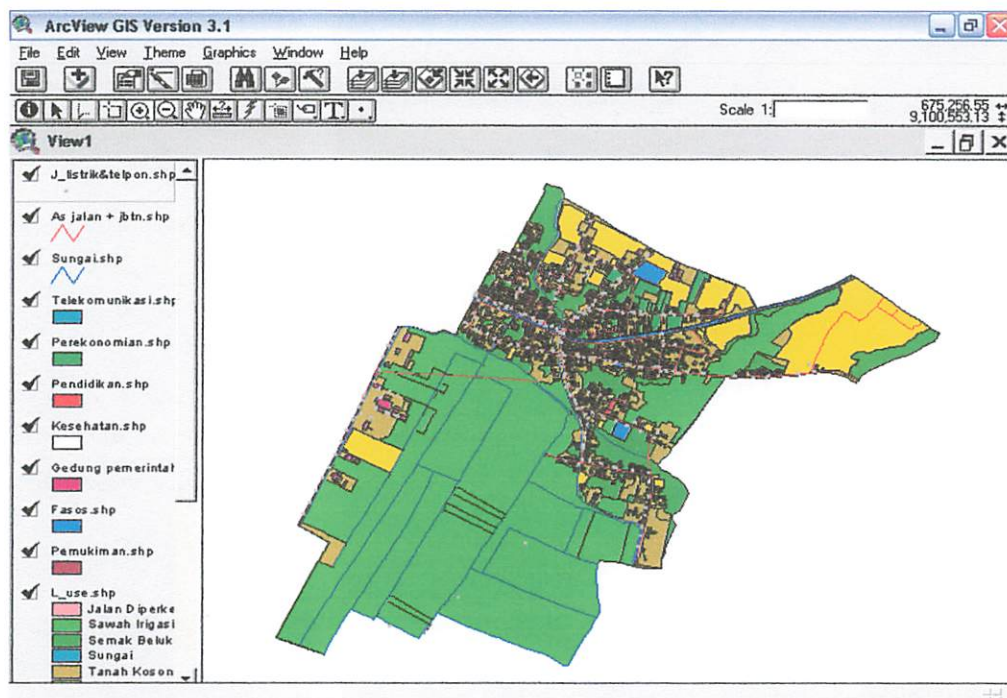 ArcView GIS Version 3.1
File Edit View Theme Graphics Window Help
Scale 1:
675,256.55
9,100,553.13
View1
J_listrik&telpon.shp
As jalan + jbtn.shp
Sungai.shp
Telekomunikasi.shp
Perekonomian.shp
Pendidikan.shp
Kesehatan.shp
Gedung pemerintah
Fasos.shp
Pemukiman.shp
L_use.shp
Jalan Diperke
Sawah Irigasi
Semak Beluk
Sungai
Tanah Koson